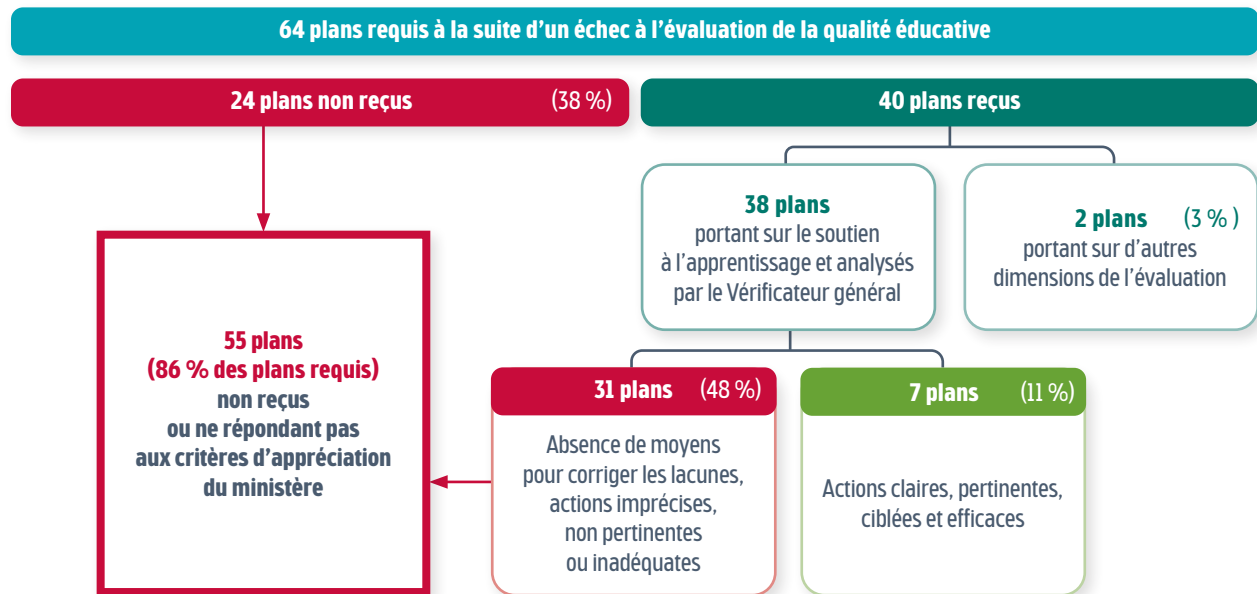 64 plans requis à la suite d'un échec à l'évaluation de la qualité éducative
24 plans non reçus (38 %)
40 plans reçus
38 plans
portant sur le soutien
à l'apprentissage et analysés
par le Vérificateur général
2 plans (3 % )
portant sur d'autres
dimensions de l'évaluation
55 plans
(86 % des plans requis)
non reçus
ou ne répondant pas
aux critères d'appréciation
du ministère
31 plans (48 %)
Absence de moyens
pour corriger les lacunes,
actions imprécises,
non pertinentes
ou inadéquates
7 plans (11 %)
Actions claires, pertinentes,
ciblées et efficaces